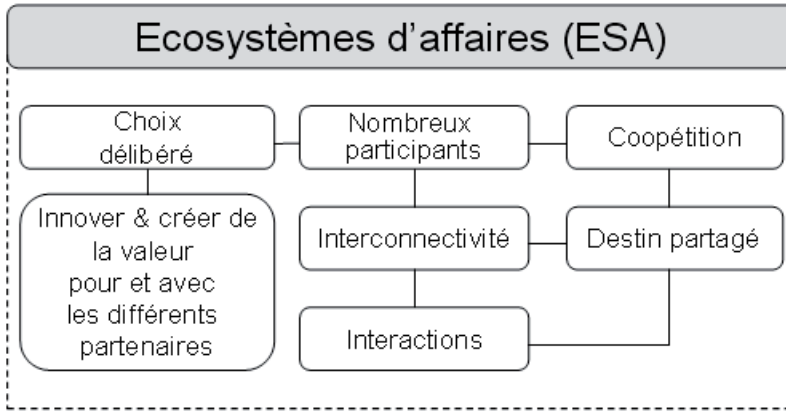 Ecosystèmes d'affaires (ESA)
Choix
délibéré
Nombreux
participants
Coopétition
Innover & créer de
la valeur
pour et avec
les différents
partenaires
Interconnectivité
Destin partagé
Interactions